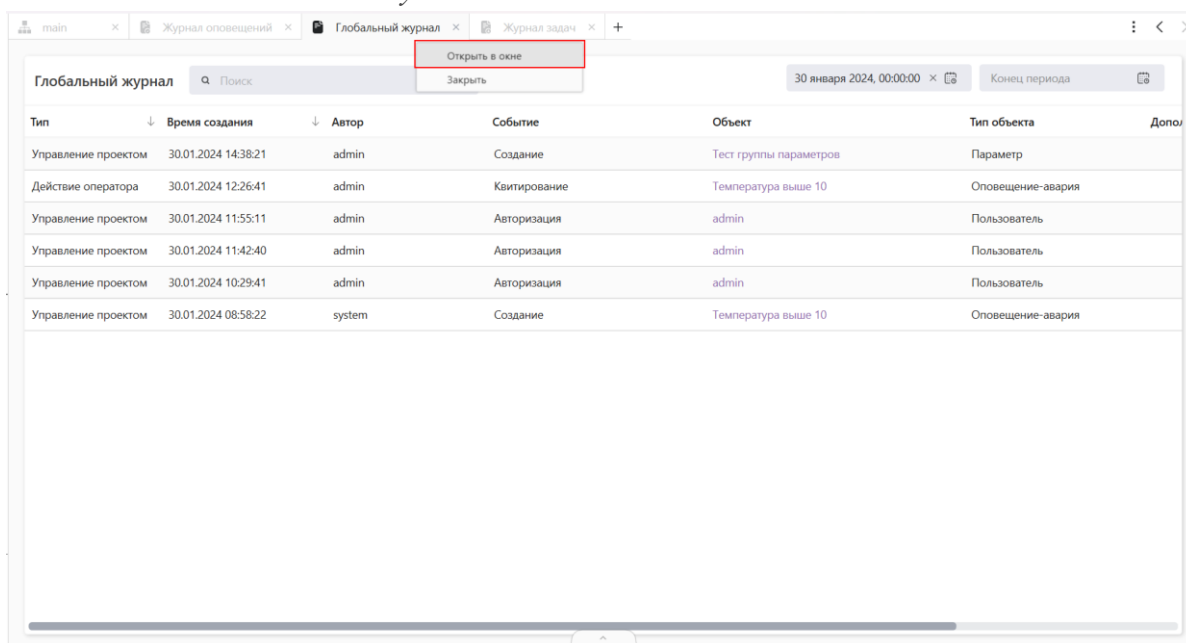 main × Журнал оповещений × Глобальный журнал × Журнал задач × +
Открыть в окне
Глобальный журнал Поиск 30 января 2024, 00:00:00 × Конец периода
Закрыть
Тип Время создания Автор Событие Объект Тип объекта Допол
Управление проектом 30.01.2024 14:38:21 admin Создание Тест группы параметров Параметр
Действие оператора 30.01.2024 12:26:41 admin Квитирование Температура выше 10 Оповещение-авария
Управление проектом 30.01.2024 11:55:11 admin Авторизация admin Пользователь
Управление проектом 30.01.2024 11:42:40 admin Авторизация admin Пользователь
Управление проектом 30.01.2024 10:29:41 admin Авторизация admin Пользователь
Управление проектом 30.01.2024 08:58:22 system Создание Температура выше 10 Оповещение-авария